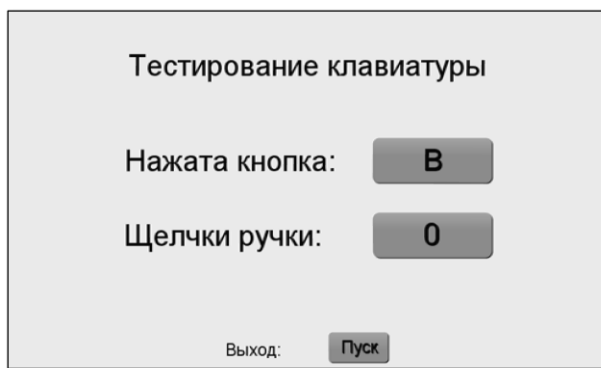 Тестирование клавиатуры
Нажата кнопка: В
Щелчки ручки: 0
Выход: Пуск